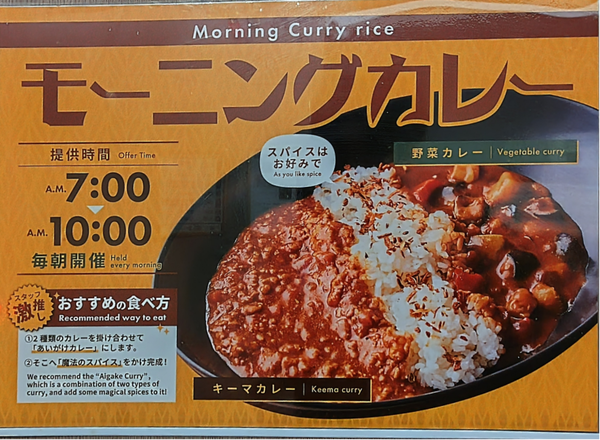 Morning Curry rice
モーニングカレー
提供時間 Offer Time
A.M. 7:00
A.M. 10:00
毎朝開催 Held every morning
スパイスは
お好みで
As you like spice
野菜カレー | Vegetable curry
スタッフ
激推
おすすめの食べ方
Recommended way to eat
①2種類のカレーを掛け合わせて
「あいがけカレー」にします。
②そこへ「魔法のスパイス」をかけ完成!
We recommend the "Aigake Curry",
which is a combination of two types of
curry, and add some magical spices to it!
キーマカレー | Keema curry